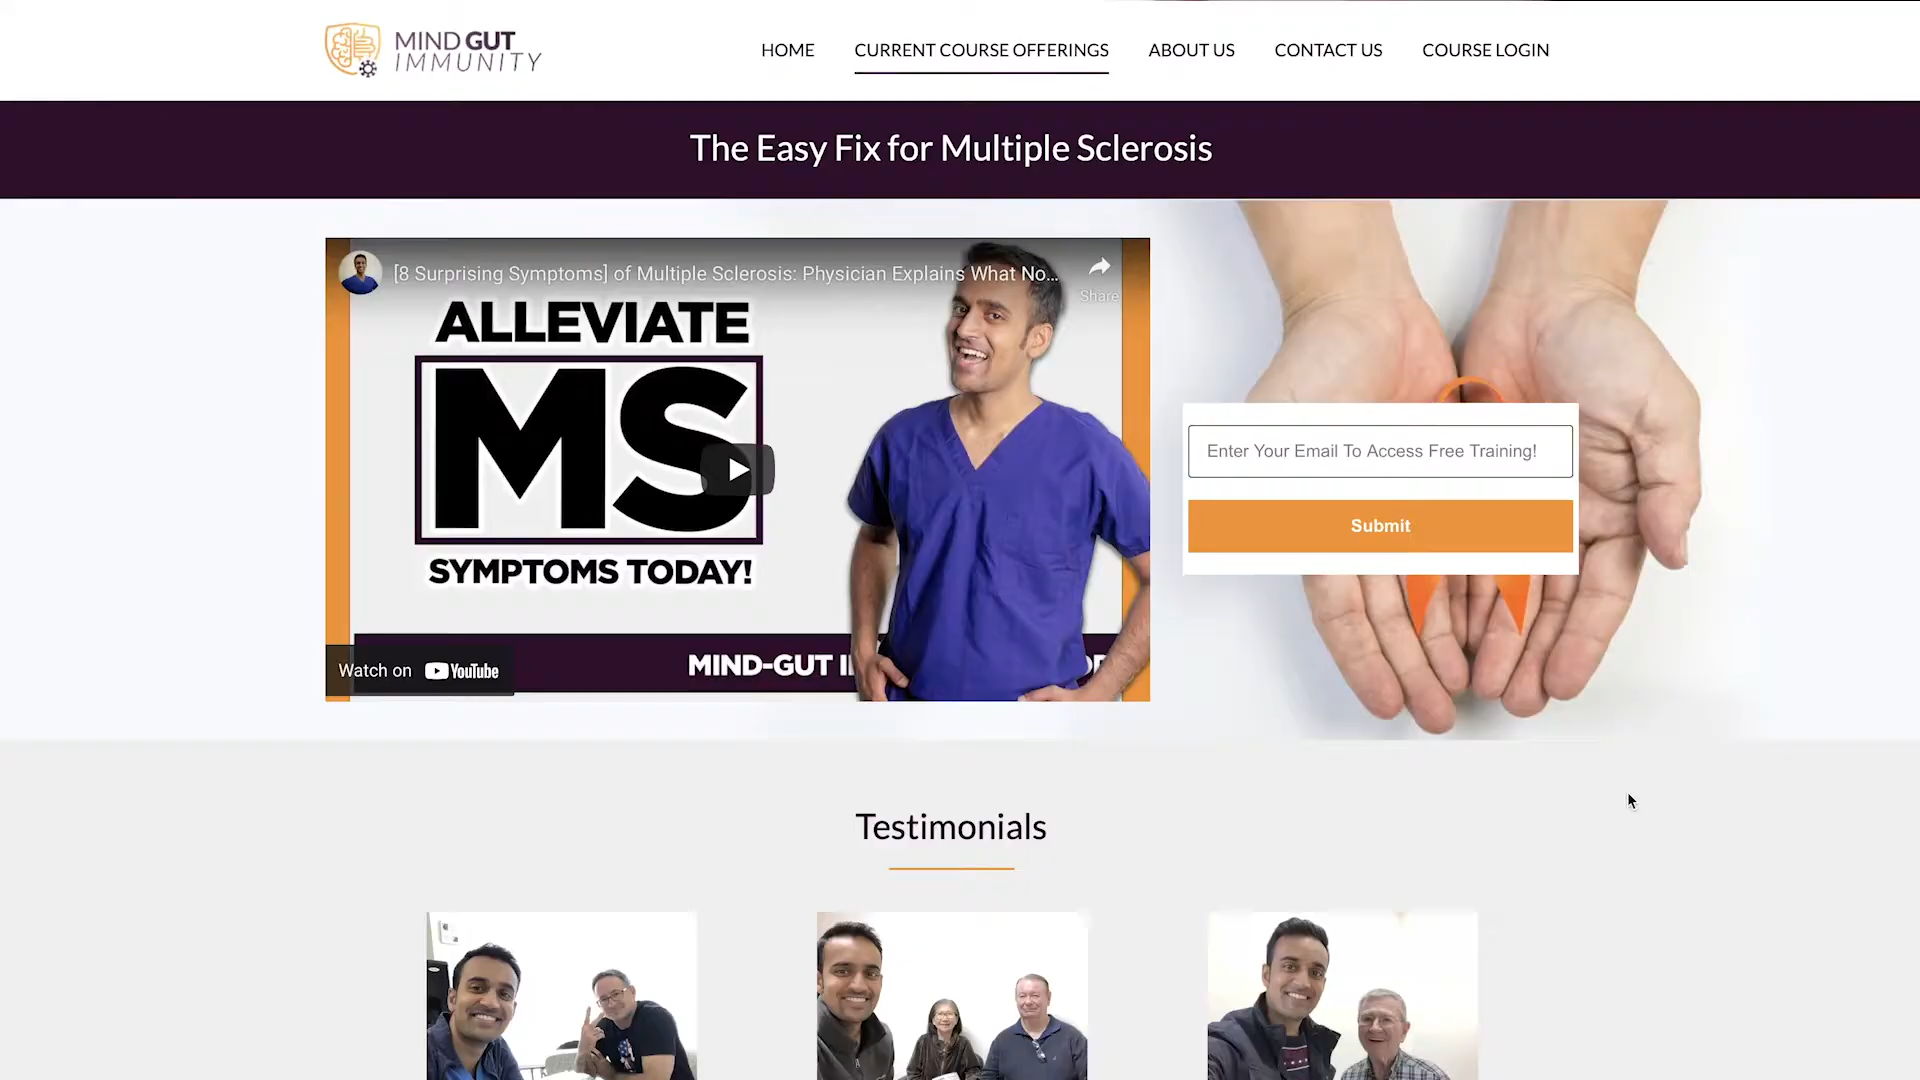 MIND GUT
IMMUNITY
HOME
CURRENT COURSE OFFERINGS
ABOUT US
CONTACT US
COURSE LOGIN
The Easy Fix for Multiple Sclerosis
[8 Surprising Symptoms] of Multiple Sclerosis: Physician Explains What No...
Share
ALLEVIATE
MS
SYMPTOMS TODAY!
MIND-GUT
Watch on YouTube
Enter Your Email To Access Free Training!
Submit
Testimonials